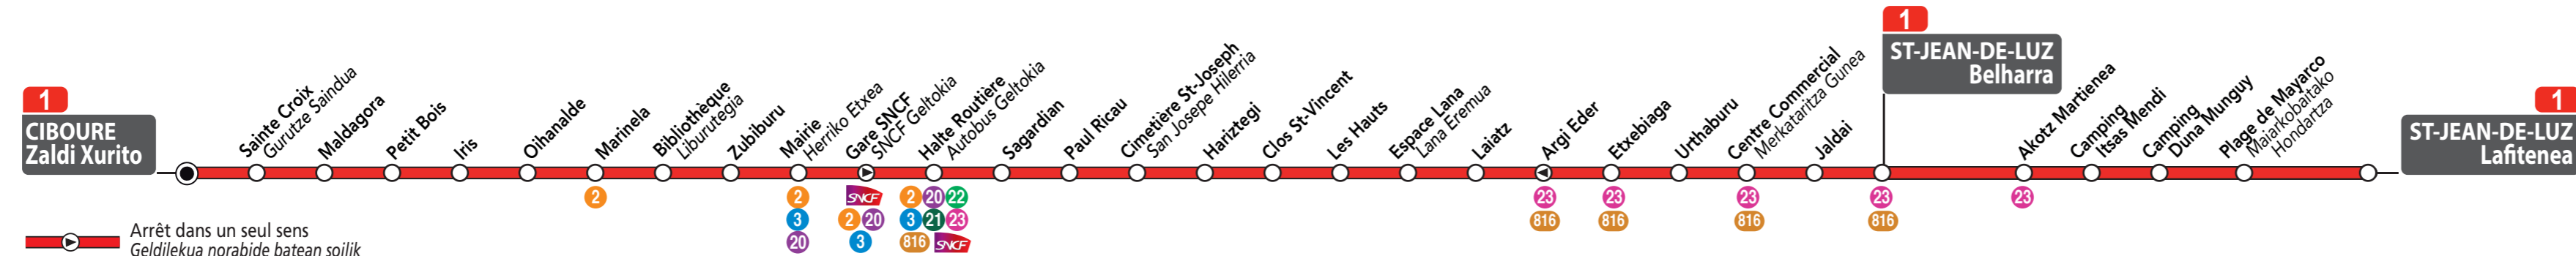 1
CIBOURE
Zaldi Xurito
Sainte Croix
Gurutze Saindua
Maldagora
Petit Bois
Iris
Oihanalde
Marinela
Bibliothèque
Liburutegia
Zubiburu
Mairie
Herriko Etxea
Gare SNCF
SNCF Geltokia
Halte Routière
Autobus Geltokia
Sagardian
Paul Ricau
Cimetière St-Joseph
San Josepe Hilerria
Hariztegi
Clos St-Vincent
Les Hauts
Espace Lana
Lana Eremua
Laiatz
Argi Eder
Etxebiaga
Urthaburu
Centre Commercial
Merkataritza Gunea
Jaldai
1
ST-JEAN-DE-LUZ
Belharra
Akotz Martienea
Camping
Itsas Mendi
Camping
Duna Munguy
Plage de Mayarco
Maiarkobaitako
Hondartza
1
ST-JEAN-DE-LUZ
Lafitenea
2
2
3
20
SNCF
2 20
3
2 20 22
3 21 23
816 SNCF
23
816
23
816
23
816
23
816
23
Arrêt dans un seul sens
Geldilekua norabide batean soilik